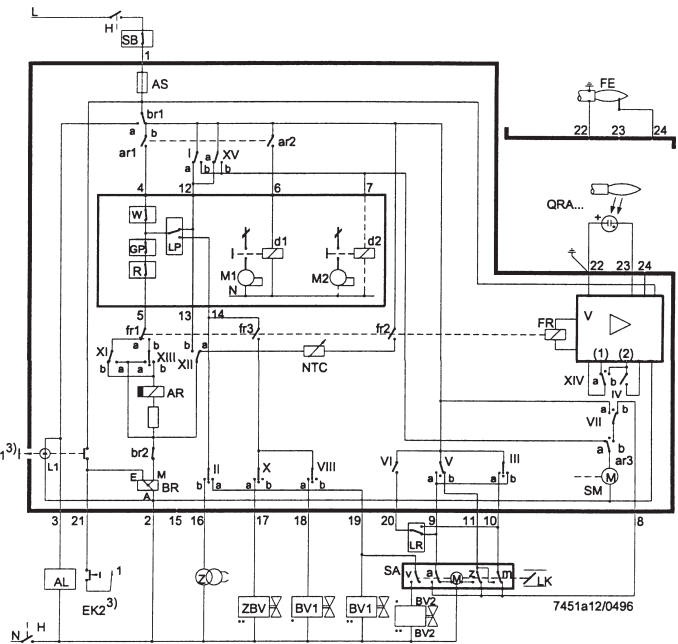 L
H
SB
1
AS
FE
br1
a b
22 23 24
I
a XV
ar1
ar2
a b b
QRA...
+
4 12 6 7
W
LP
GP
d1 d2
R
M1 M2
N
22 23 24
V
5 13 14
fr1 fr3 fr2
FR
XI
a a XIII b a
b b XII
NTC
(1) (2)
XIV a b a b
IV
AR
a b
VII
a b
ar3
1 3)
L1
br2
II X VIII
VI V III
M
SM
E M
BR
A
b a b a b a
a b a b
3 21 2 15 16 17 18 19 20 9 11 10 8
LR
AL
1
EK2 3)
Z
SA
v a M z m
LK
ZBV BV1 BV1
BV2
BV2
7451a12/0496
N H